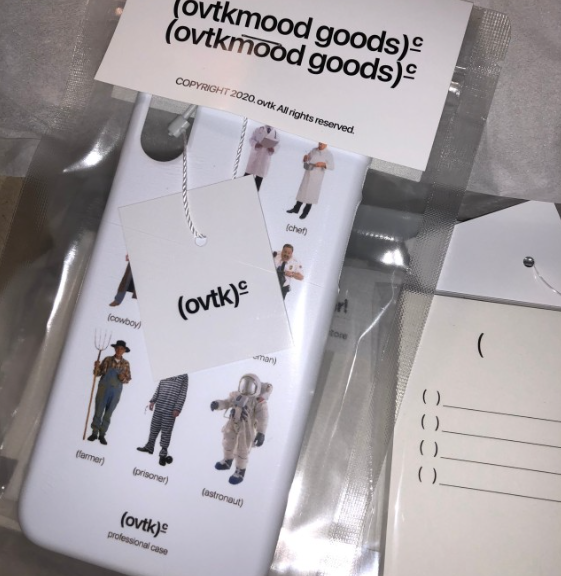 (ovtkmood goods)c
(ovtkmood goods)c
COPYRIGHT 2020. ovtk All rights reserved.
(chef)
(ovtk)c
(cowboy)
(farmer)
(prisoner)
(astronaut)
(ovtk)c
professional case
(
( )
( )
( )
( )